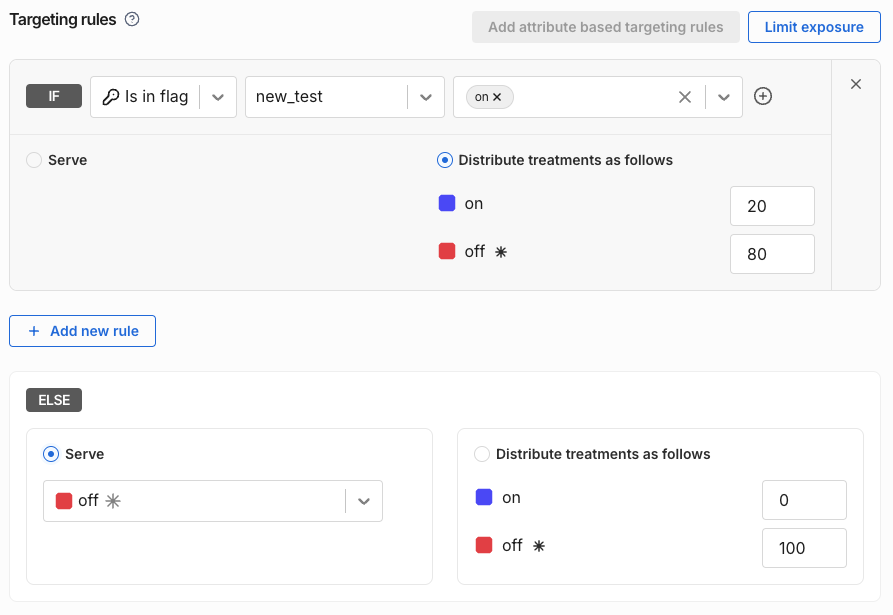 Targeting rules ?
Add attribute based targeting rules
Limit exposure
IF
Is in flag
new_test
on
Serve
Distribute treatments as follows
on
20
off
80
+ Add new rule
ELSE
Serve
off
Distribute treatments as follows
on
0
off
100